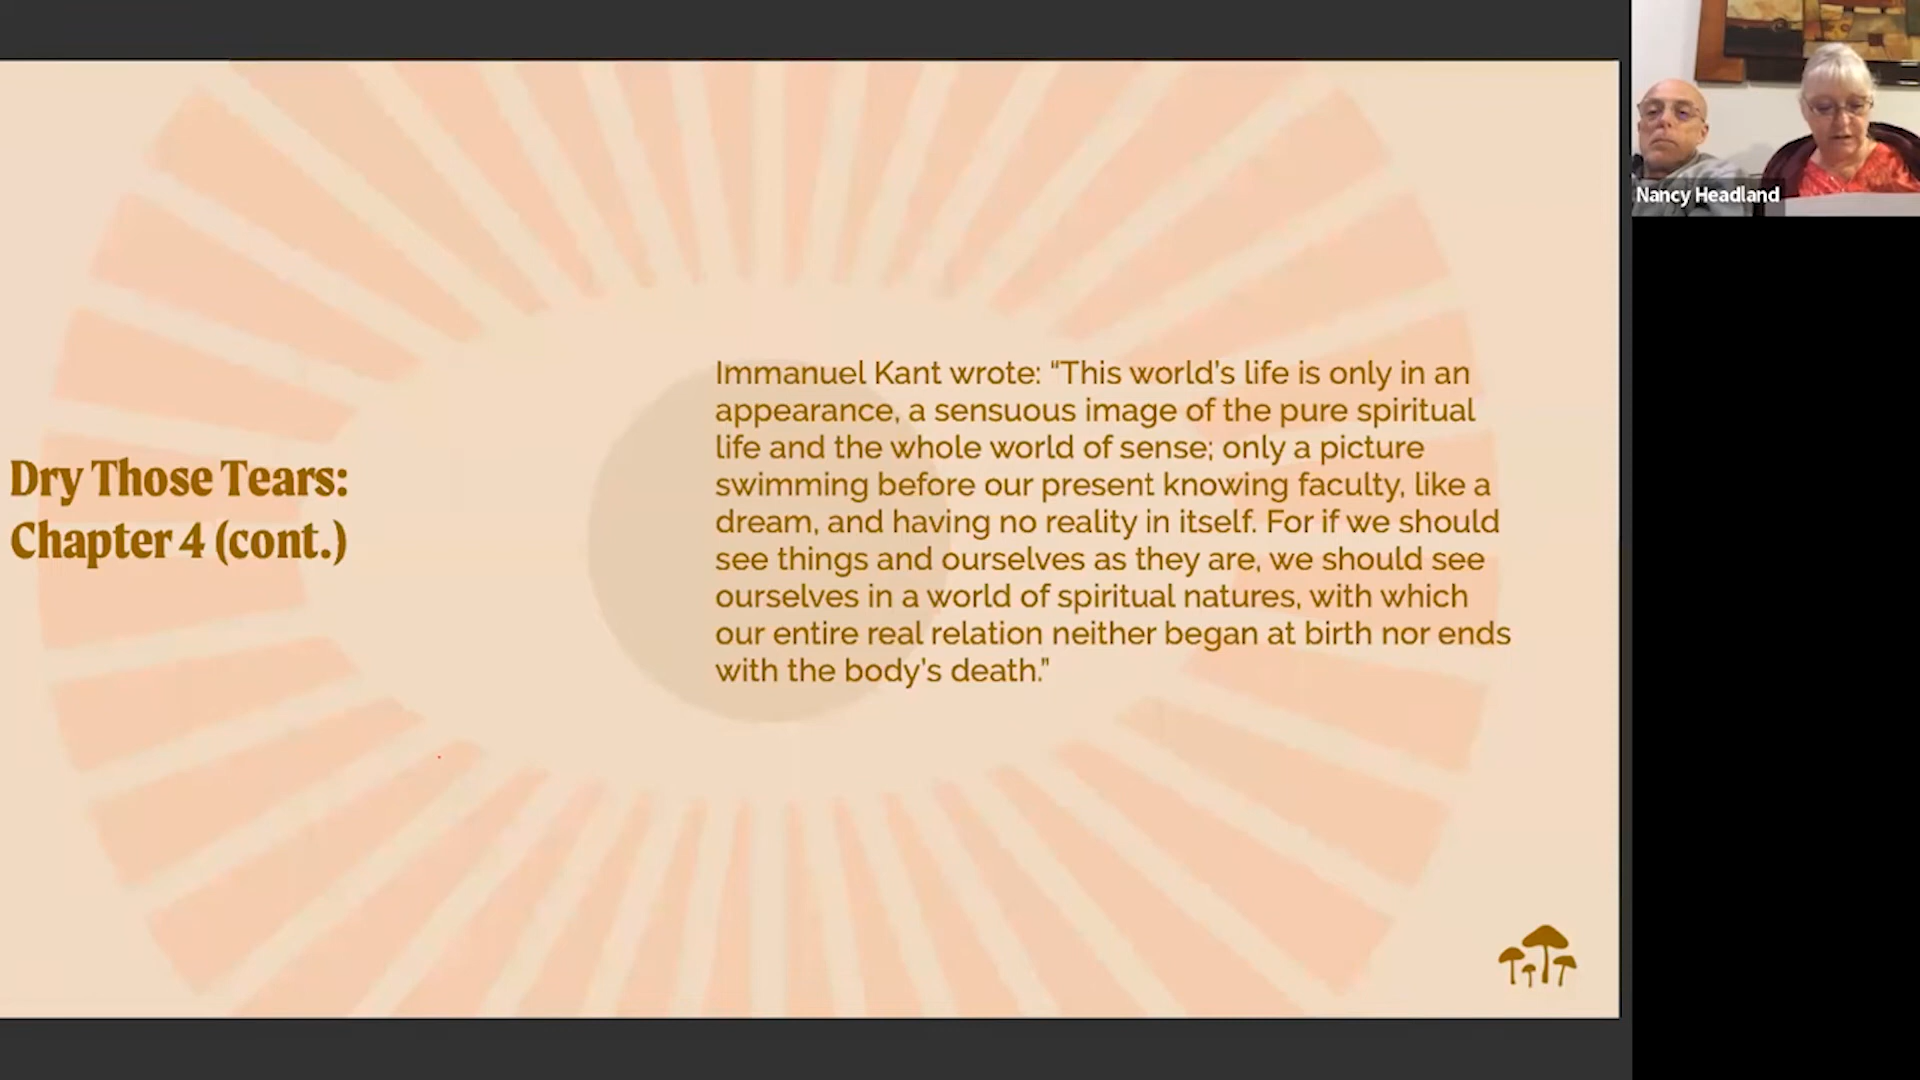 Dry Those Tears:
Chapter 4 (cont.)
Immanuel Kant wrote: “This world’s life is only in an
appearance, a sensuous image of the pure spiritual
life and the whole world of sense; only a picture
swimming before our present knowing faculty, like a
dream, and having no reality in itself. For if we should
see things and ourselves as they are, we should see
ourselves in a world of spiritual natures, with which
our entire real relation neither began at birth nor ends
with the body’s death.”
Nancy Headland